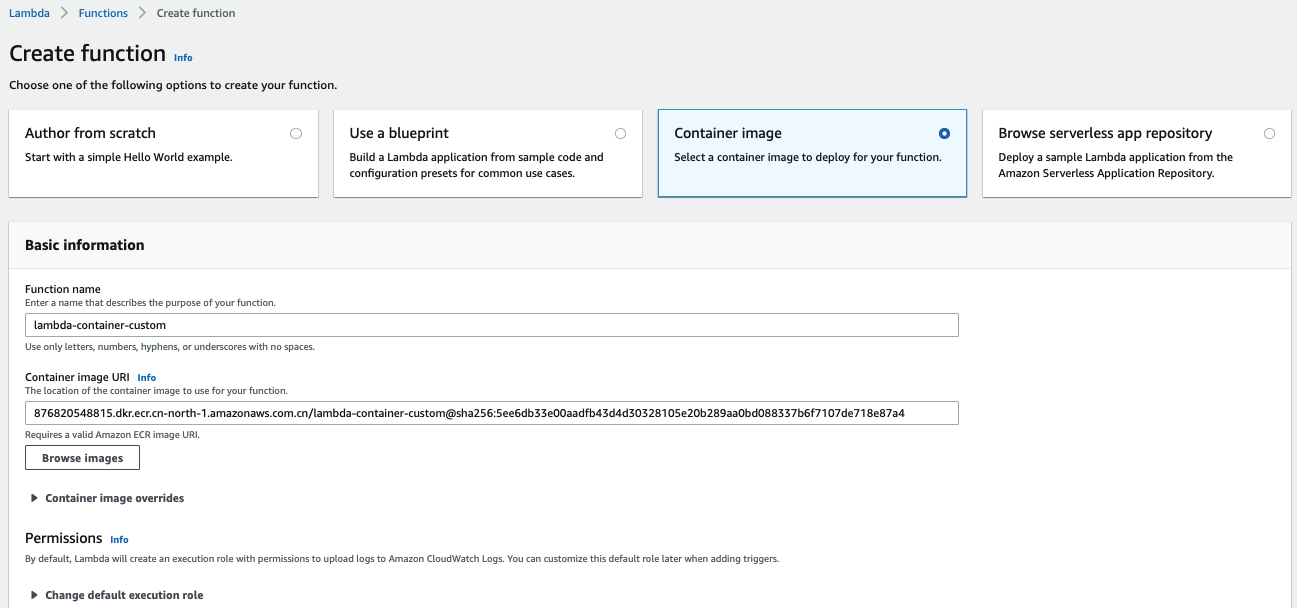 Lambda > Functions > Create function
Create function Info
Choose one of the following options to create your function.
Author from scratch
Start with a simple Hello World example.
Use a blueprint
Build a Lambda application from sample code and
configuration presets for common use cases.
Container image
Select a container image to deploy for your function.
Browse serverless app repository
Deploy a sample Lambda application from the
Amazon Serverless Application Repository.
Basic information
Function name
Enter a name that describes the purpose of your function.
lambda-container-custom
Use only letters, numbers, hyphens, or underscores with no spaces.
Container image URI Info
The location of the container image to use for your function.
876820548815.dkr.ecr.cn-north-1.amazonaws.com.cn/lambda-container-custom@sha256:5ee6db33e00aadfb43d4d30328105e20b289aa0bd088337b6f7107de718e87a4
Requires a valid Amazon ECR image URI.
Browse images
Container image overrides
Permissions Info
By default, Lambda will create an execution role with permissions to upload logs to Amazon CloudWatch Logs. You can customize this default role later when adding triggers.
Change default execution role